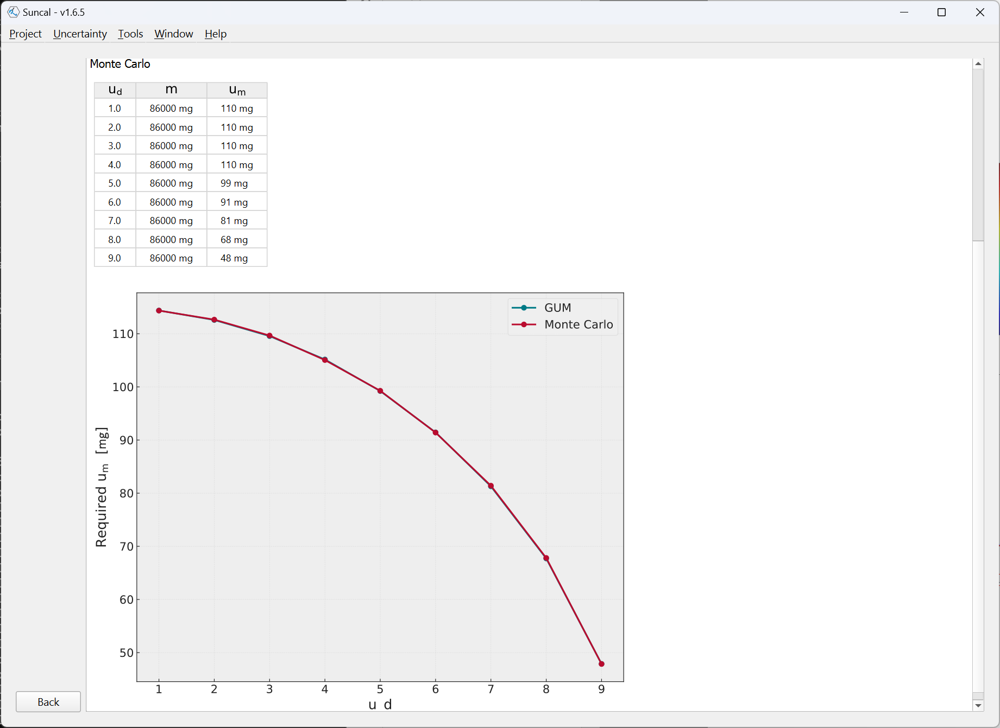 Suncal - v1.6.5
Project Uncertainty Tools Window Help
Monte Carlo
u_d m u_m
1.0 86000 mg 110 mg
2.0 86000 mg 110 mg
3.0 86000 mg 110 mg
4.0 86000 mg 110 mg
5.0 86000 mg 99 mg
6.0 86000 mg 91 mg
7.0 86000 mg 81 mg
8.0 86000 mg 68 mg
9.0 86000 mg 48 mg
GUM
Monte Carlo
110
100
90
80
70
60
50
Required u_m [mg]
1 2 3 4 5 6 7 8 9
u d
Back